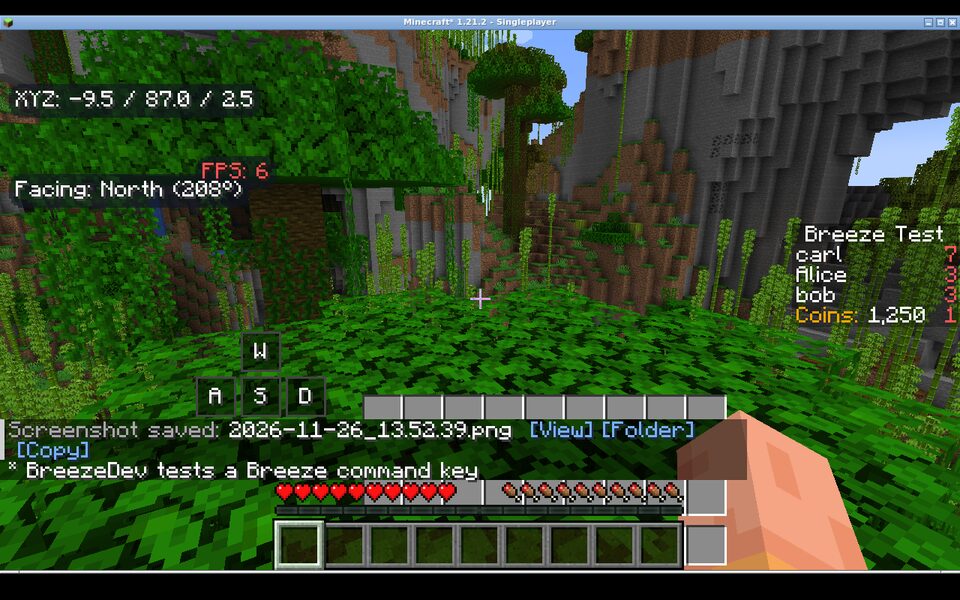 Minecraft* 1.21.2 - Singleplayer
XYZ: -9.5 / 87.0 / 2.5
FPS: 6
Facing: North (208°)
Breeze Test
carl 7
Alice 3
bob 3
Coins: 1,250 1
W
A S D
Screenshot saved: 2026-11-26_13.52.39.png [View] [Folder]
[Copy]
* BreezeDev tests a Breeze command key